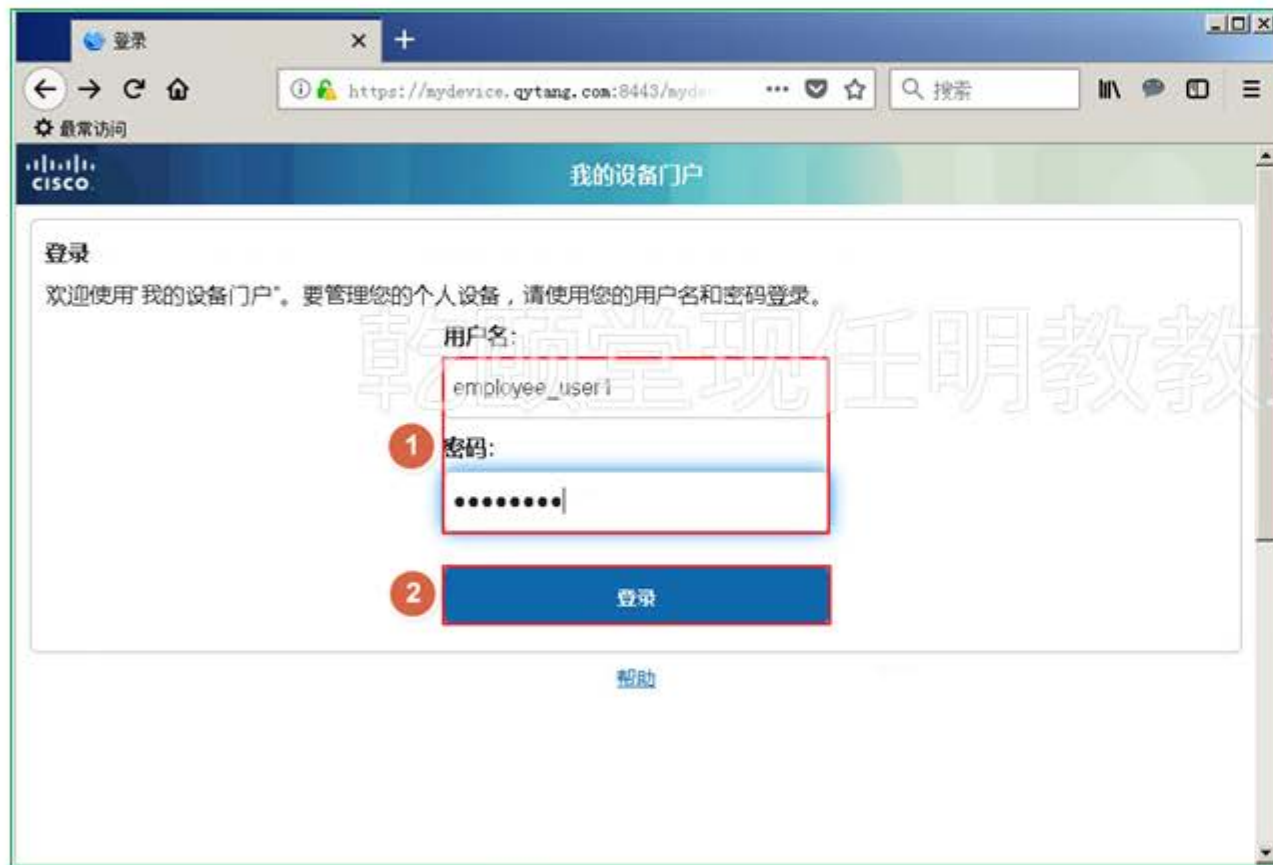 登录
https://mydevice.qytang.com:8443/myde
搜索
最常访问
CISCO
我的设备门户
登录
欢迎使用"我的设备门户"。要管理您的个人设备，请使用您的用户名和密码登录。
乾颐堂现任明教教
用户名:
employee_user1
1
密码:
••••••••
2
登录
帮助